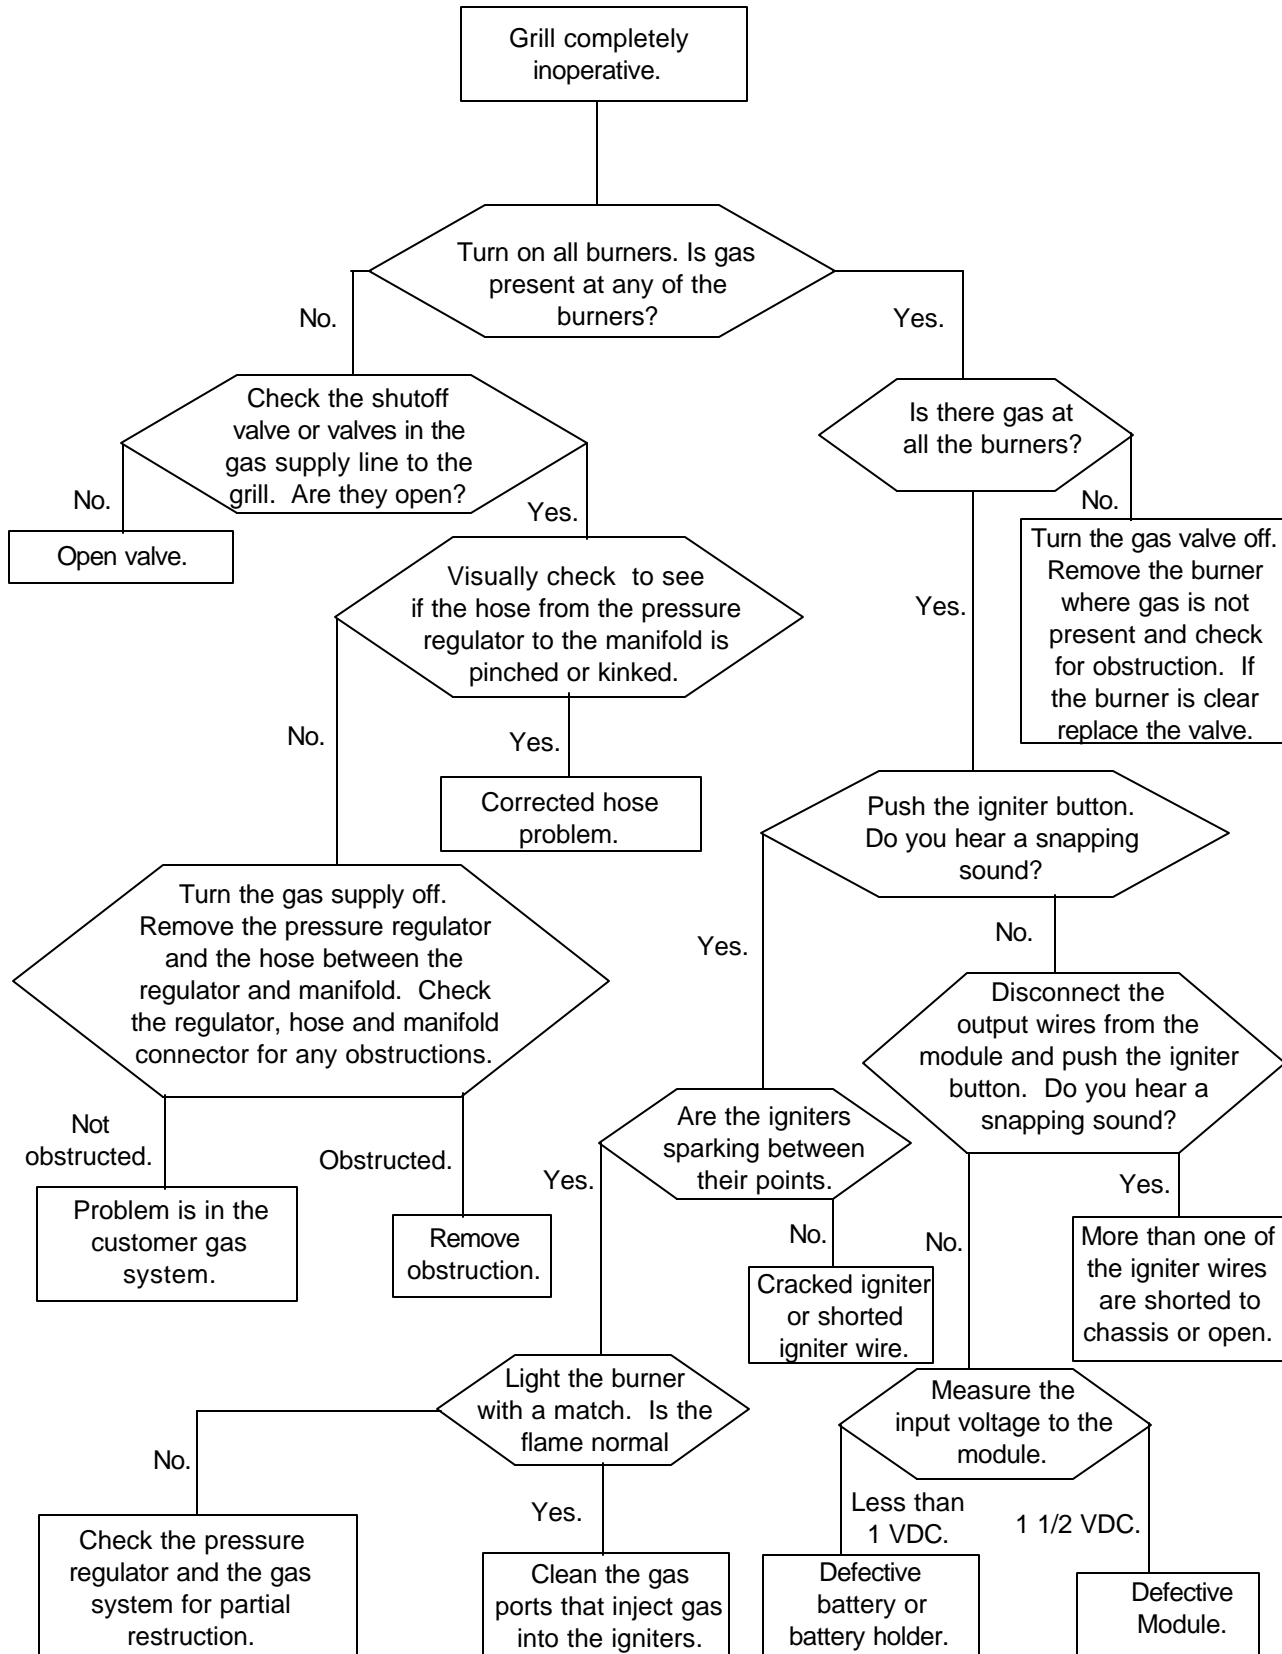 Grill completely
inoperative.
Turn on all burners. Is gas
present at any of the
burners?
No.
Yes.
Check the shutoff
valve or valves in the
gas supply line to the
grill. Are they open?
Is there gas at
all the burners?
No.
Yes.
No.
Yes.
Open valve.
Visually check to see
if the hose from the pressure
regulator to the manifold is
pinched or kinked.
Turn the gas valve off.
Remove the burner
where gas is not
present and check
for obstruction. If
the burner is clear
replace the valve.
No.
Yes.
Corrected hose
problem.
Push the igniter button.
Do you hear a snapping
sound?
Turn the gas supply off.
Remove the pressure regulator
and the hose between the
regulator and manifold. Check
the regulator, hose and manifold
connector for any obstructions.
Yes.
No.
Disconnect the
output wires from the
module and push the igniter
button. Do you hear a
snapping sound?
Not
obstructed.
Obstructed.
Are the igniters
sparking between
their points.
Yes.
No.
No.
Yes.
Problem is in the
customer gas
system.
Remove
obstruction.
Cracked igniter
or shorted
igniter wire.
More than one of
the igniter wires
are shorted to
chassis or open.
Light the burner
with a match. Is the
flame normal
Measure the
input voltage to the
module.
No.
Yes.
Less than
1 VDC.
1 1/2 VDC.
Check the pressure
regulator and the gas
system for partial
restruction.
Clean the gas
ports that inject gas
into the igniters.
Defective
battery or
battery holder.
Defective
Module.